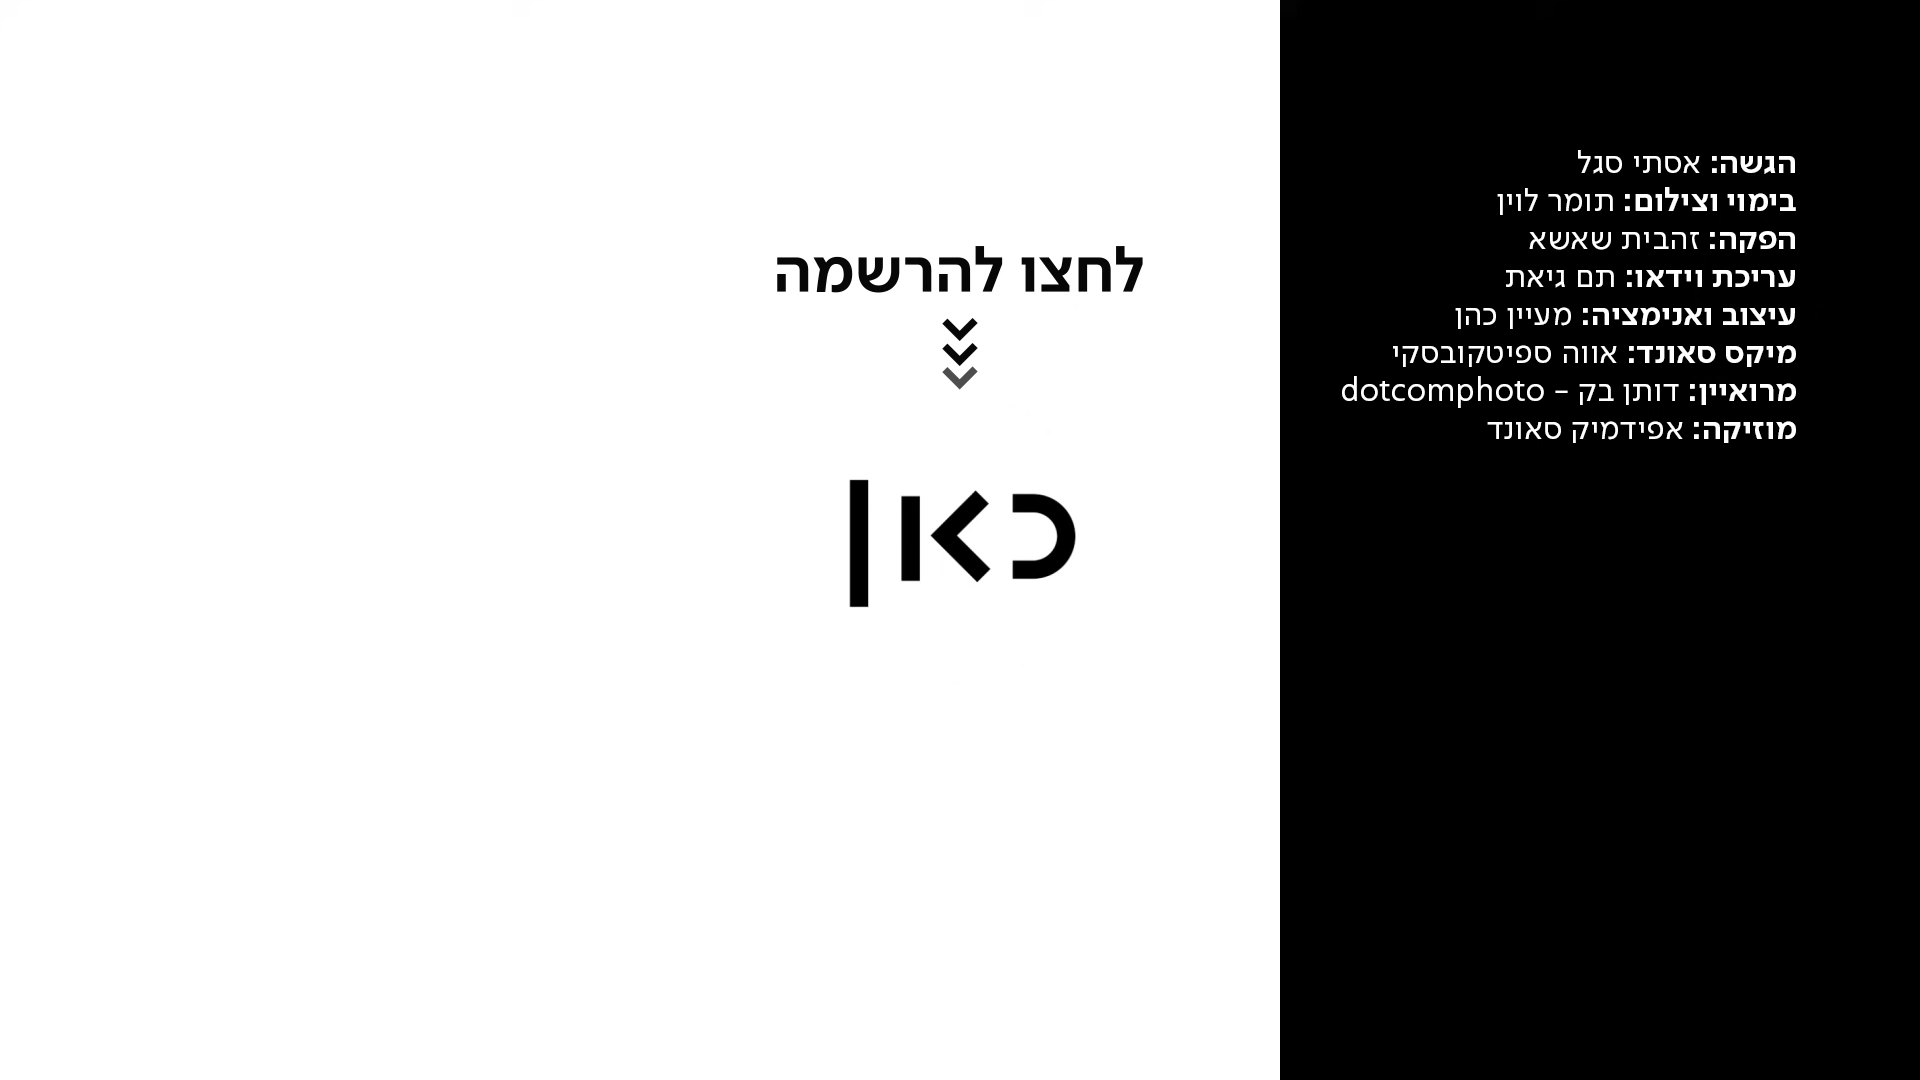 הגשה: אסתי סגל
בימוי וצילום: תומר לוין
הפקה: זהבית שאשא
עריכת וידאו: תם גיאת
עיצוב ואנימציה: מעיין כהן
מיקס סאונד: אווה ספיטקובסקי
מרואיין: דותן בק – dotcomphoto
מוזיקה: אפידמיק סאונד
לחצו להרשמה
כאן